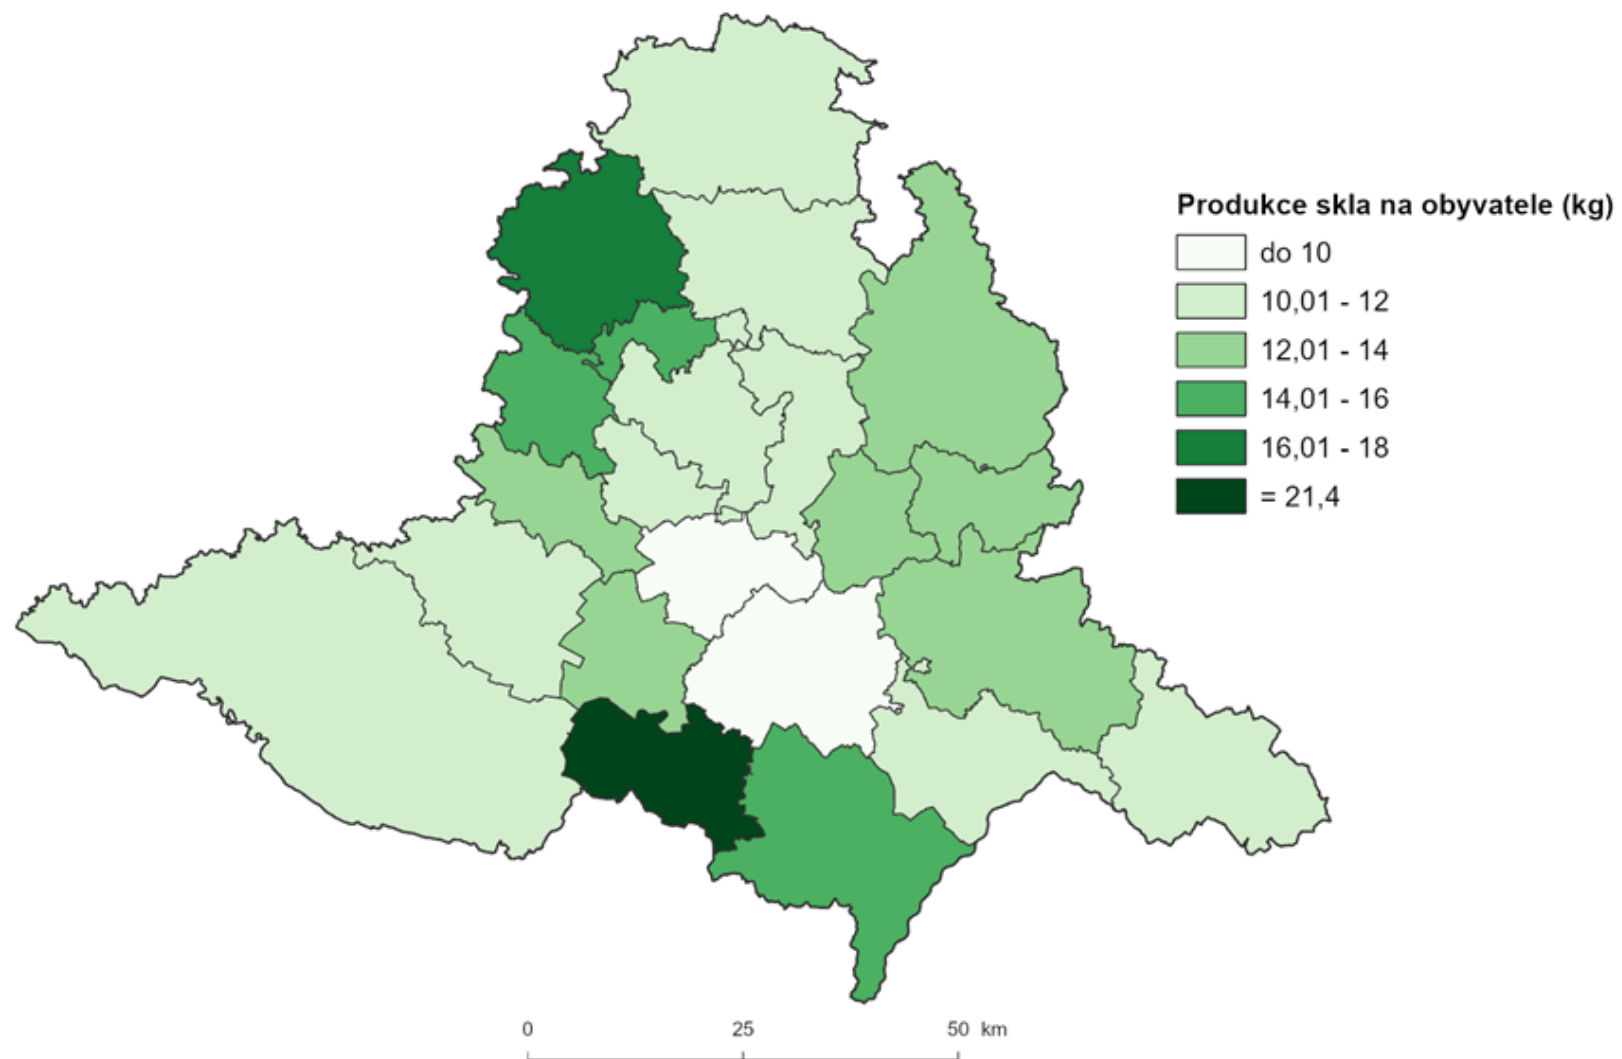 Produkce skla na obyvatele (kg)
do 10
10,01 - 12
12,01 - 14
14,01 - 16
16,01 - 18
= 21,4
0 25 50 km